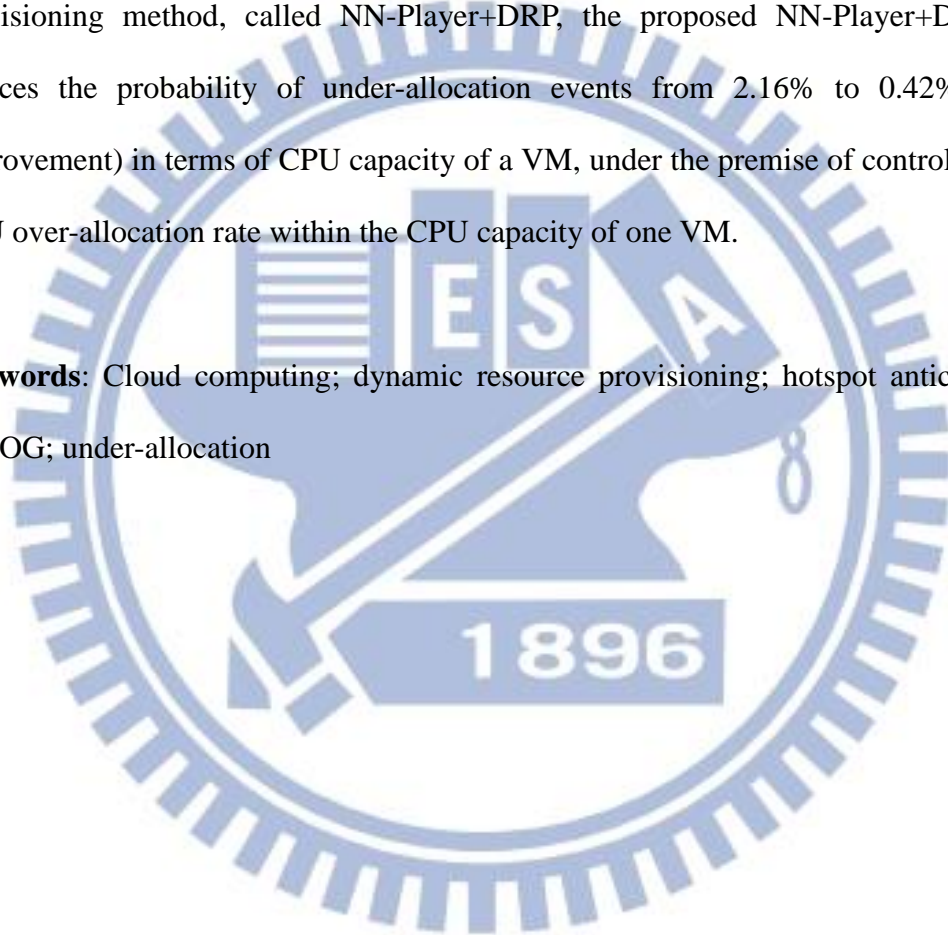 isioning method, called NN-Player+DRP, the proposed NN-Player+D
ces the probability of under-allocation events from 2.16% to 0.42%
rovement) in terms of CPU capacity of a VM, under the premise of control
over-allocation rate within the CPU capacity of one VM.
E S A
words: Cloud computing; dynamic resource provisioning; hotspot antic
OG; under-allocation
1896